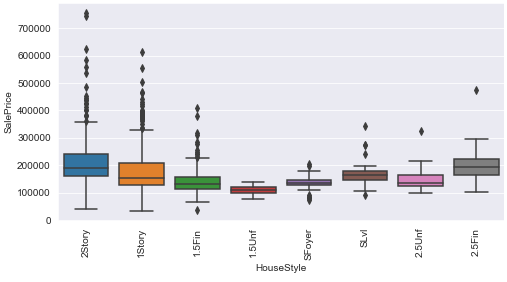 SalePrice
700000
600000
500000
400000
300000
200000
100000
0
2Story
1Story
1.5Fin
1.5Unf
SFoyer
SLvl
2.5Unf
2.5Fin
HouseStyle